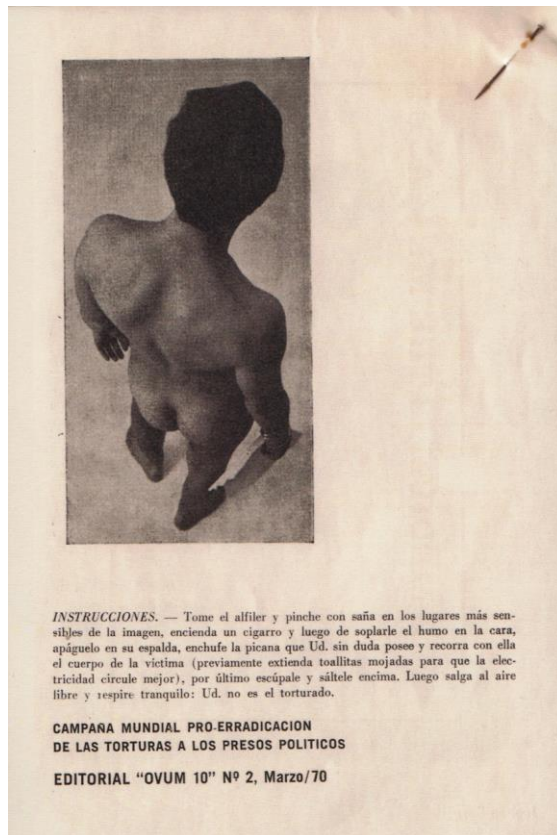 INSTRUCCIONES. — Tome el alfiler y pinche con saña en los lugares más sen-
sibles de la imagen, encienda un cigarro y luego de soplarle el humo en la cara,
apáguelo en su espalda, enchufe la picana que Ud. sin duda posee y recorra con ella
el cuerpo de la víctima (previamente extienda toallitas mojadas para que la elec-
tricidad circule mejor), por último escúpale y sáltele encima. Luego salga al aire
libre y respire tranquilo: Ud. no es el torturado.
CAMPAÑA MUNDIAL PRO-ERRADICACION
DE LAS TORTURAS A LOS PRESOS POLITICOS
EDITORIAL "OVUM 10" Nº 2, Marzo/70